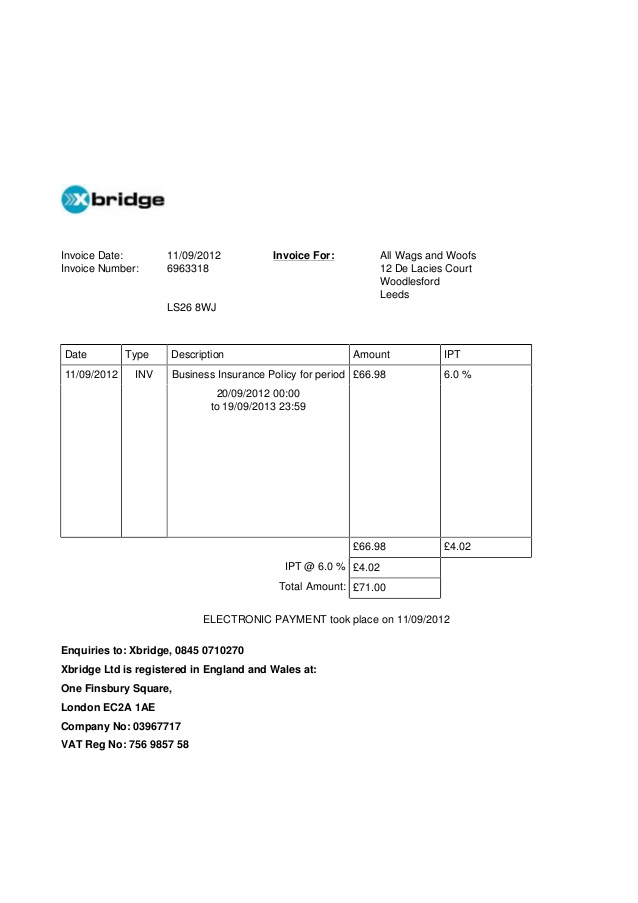 Xbridge
Invoice Date: 11/09/2012 Invoice For: All Wags and Woofs
Invoice Number: 6963318 12 De Lacies Court
Woodlesford
Leeds
LS26 8WJ
Date Type Description Amount IPT
11/09/2012 INV Business Insurance Policy for period £66.98 6.0 %
20/09/2012 00:00
to 19/09/2013 23:59
£66.98 £4.02
IPT @ 6.0 % £4.02
Total Amount: £71.00
ELECTRONIC PAYMENT took place on 11/09/2012
Enquiries to: Xbridge, 0845 0710270
Xbridge Ltd is registered in England and Wales at:
One Finsbury Square,
London EC2A 1AE
Company No: 03967717
VAT Reg No: 756 9857 58